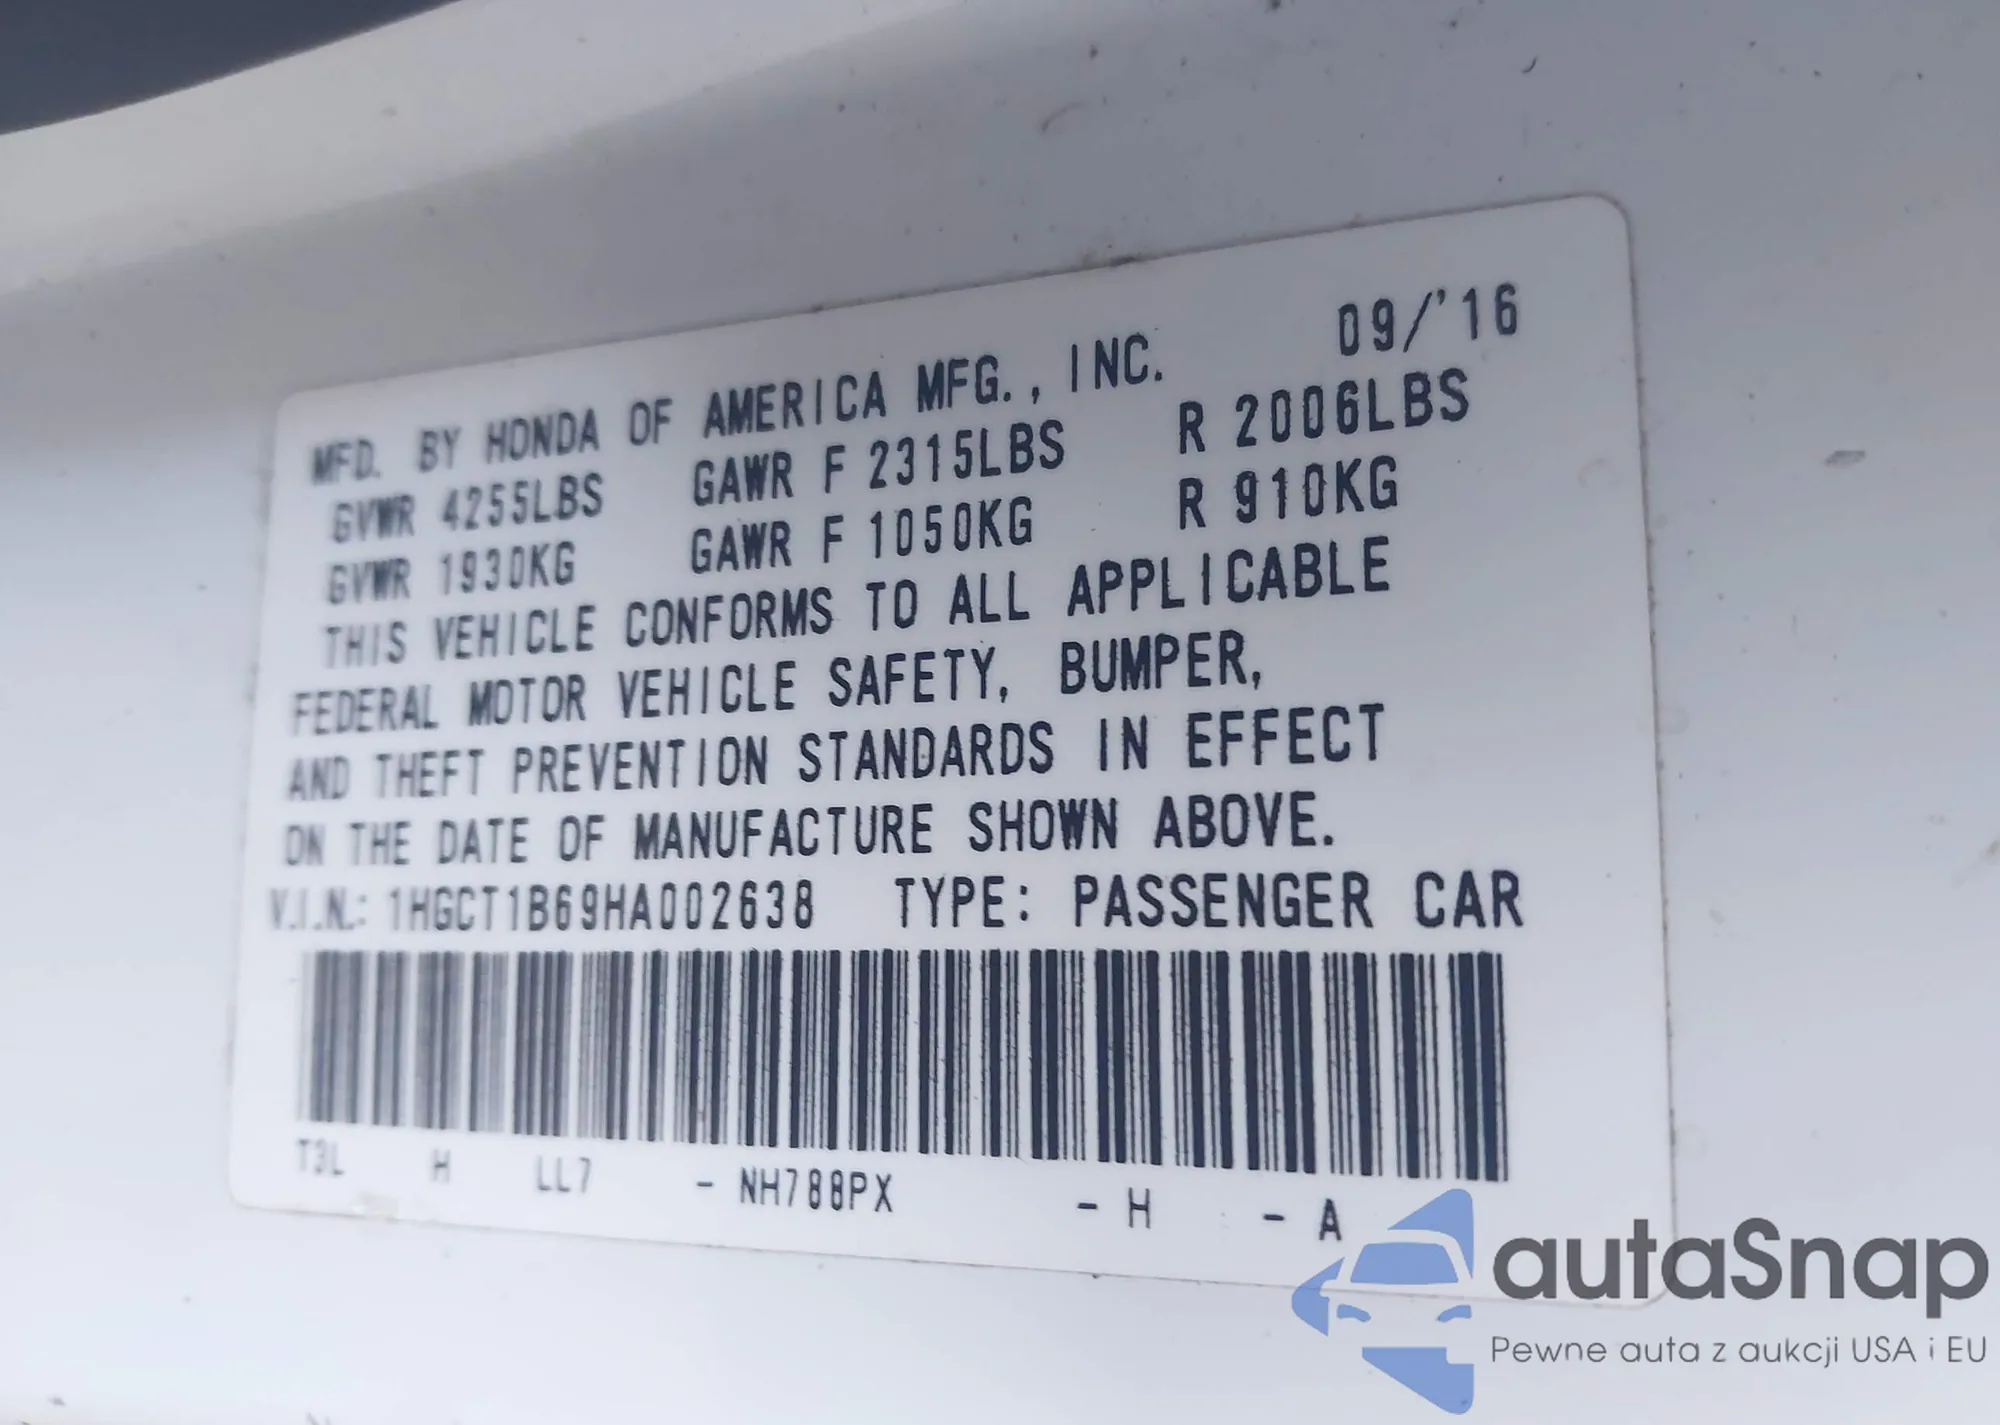 MFD. BY HONDA OF AMERICA MFG., INC. 09/'16
GVWR 4255LBS GAWR F 2315LBS R 2006LBS
GVWR 1930KG GAWR F 1050KG R 910KG
THIS VEHICLE CONFORMS TO ALL APPLICABLE
FEDERAL MOTOR VEHICLE SAFETY, BUMPER,
AND THEFT PREVENTION STANDARDS IN EFFECT
ON THE DATE OF MANUFACTURE SHOWN ABOVE.
V.I.N.: 1HGCT1B69HA002638 TYPE: PASSENGER CAR
T3L H LL7 - NH788PX - H - A
autaSnap
Pewne auta z aukcji USA i EU